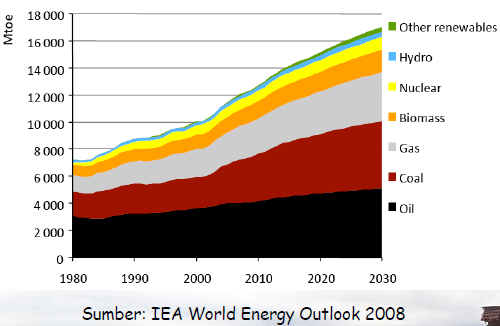 Mtoe
18 000
16 000
14 000
12 000
10 000
8 000
6 000
4 000
2 000
0
1980
1990
2000
2010
2020
2030
Other renewables
Hydro
Nuclear
Biomass
Gas
Coal
Oil
Sumber: IEA World Energy Outlook 2008